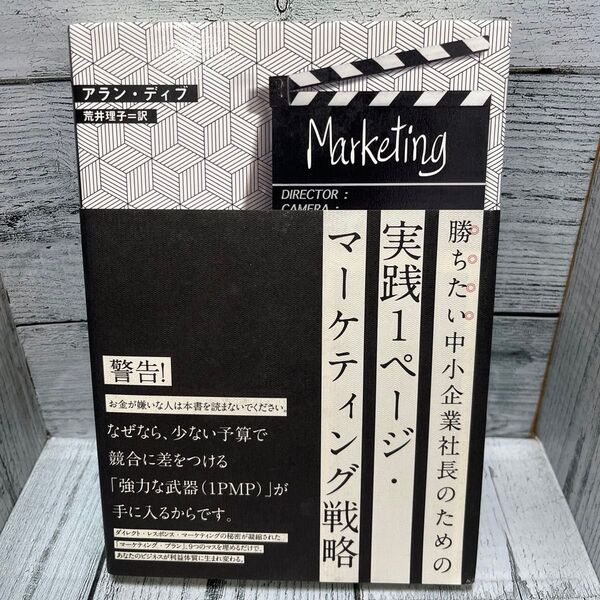 アラン・ディブ
荒井理子=訳
Marketing
DIRECTOR :
CAMERA :
勝ちたい中小企業社長のための
実践1ページ・
マーケティング戦略
警告!
お金が嫌いな人は本書を読まないでください。
なぜなら、少ない予算で
競合に差をつける
「強力な武器(1PMP)」が
手に入るからです。
ダイレクト・レスポンス・マーケティングの秘密が凝縮された
「マーケティング・プラン」、9つのマスを埋めるだけで、
あなたのビジネスが利益体質に生まれ変わる。